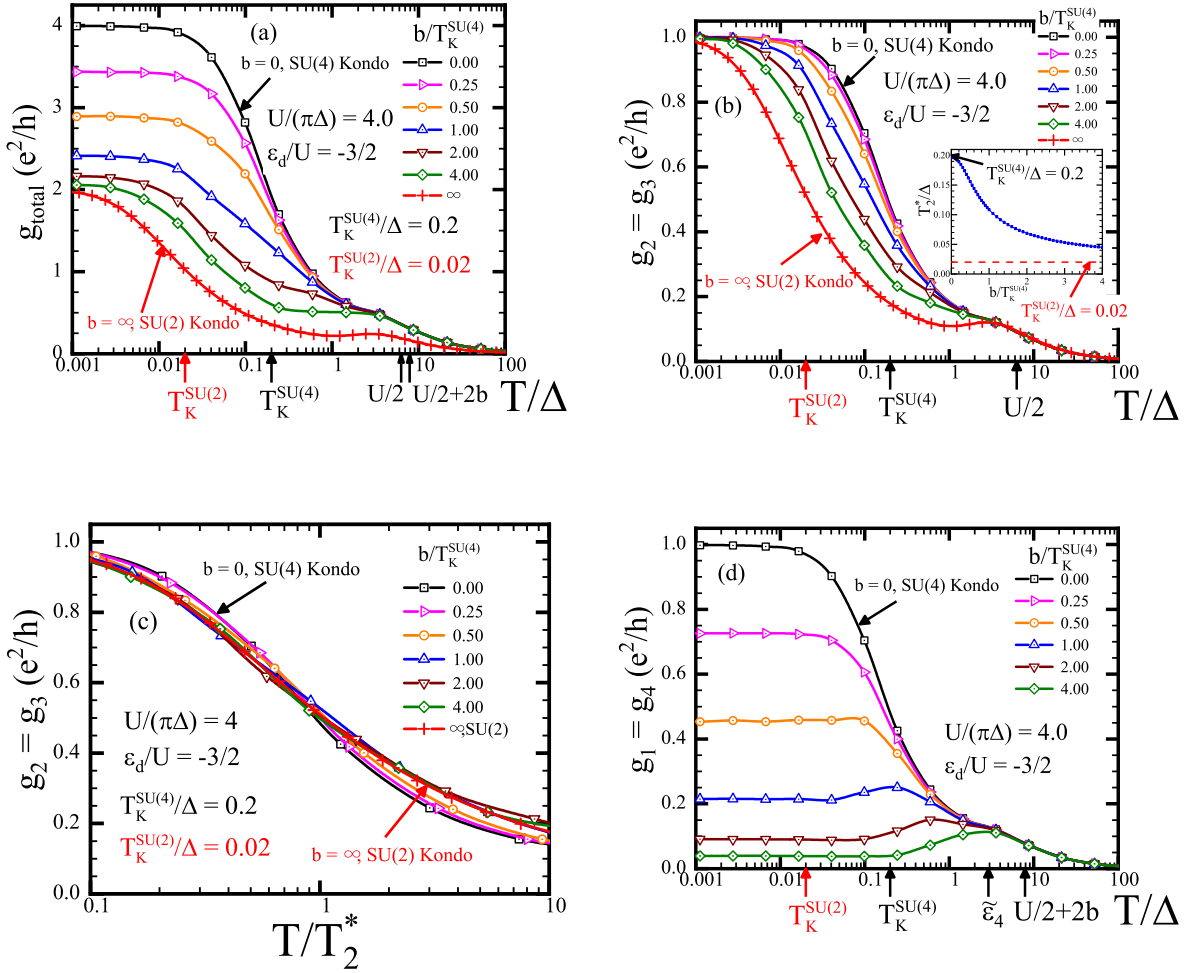 (a)
g_total (e²/h)
4
3
2
1
0
0.001
0.01
0.1
1
10
100
T/Δ
b/T_K^SU(4)
0.00
0.25
0.50
1.00
2.00
4.00
∞
b = 0, SU(4) Kondo
U/(πΔ) = 4.0
ε_d/U = -3/2
T_K^SU(4)/Δ = 0.2
T_K^SU(2)/Δ = 0.02
b = ∞, SU(2) Kondo
T_K^SU(2)
T_K^SU(4)
U/2
U/2+2b
(b)
g₂ = g₃ (e²/h)
1.0
0.8
0.6
0.4
0.2
0.0
0.001
0.01
0.1
1
10
100
T/Δ
b/T_K^SU(4)
0.00
0.25
0.50
1.00
2.00
4.00
∞
b = 0, SU(4) Kondo
U/(πΔ) = 4.0
ε_d/U = -3/2
b = ∞, SU(2) Kondo
T₂*/Δ
0.20
0.15
0.10
0.05
0.00
0
1
2
3
4
b/T_K^SU(4)
T_K^SU(4)/Δ = 0.2
T_K^SU(2)/Δ = 0.02
T_K^SU(2)
T_K^SU(4)
U/2
(c)
g₂ = g₃ (e²/h)
1.0
0.8
0.6
0.4
0.2
0.0
0.1
1
10
T/T₂*
b/T_K^SU(4)
0.00
0.25
0.50
1.00
2.00
4.00
∞,SU(2)
b = 0, SU(4) Kondo
U/(πΔ) = 4
ε_d/U = -3/2
T_K^SU(4)/Δ = 0.2
T_K^SU(2)/Δ = 0.02
b = ∞, SU(2) Kondo
(d)
g₁ = g₄ (e²/h)
1.0
0.8
0.6
0.4
0.2
0.0
0.001
0.01
0.1
1
10
100
T/Δ
b/T_K^SU(4)
0.00
0.25
0.50
1.00
2.00
4.00
b = 0, SU(4) Kondo
U/(πΔ) = 4.0
ε_d/U = -3/2
T_K^SU(2)
T_K^SU(4)
ε̃₄
U/2+2b